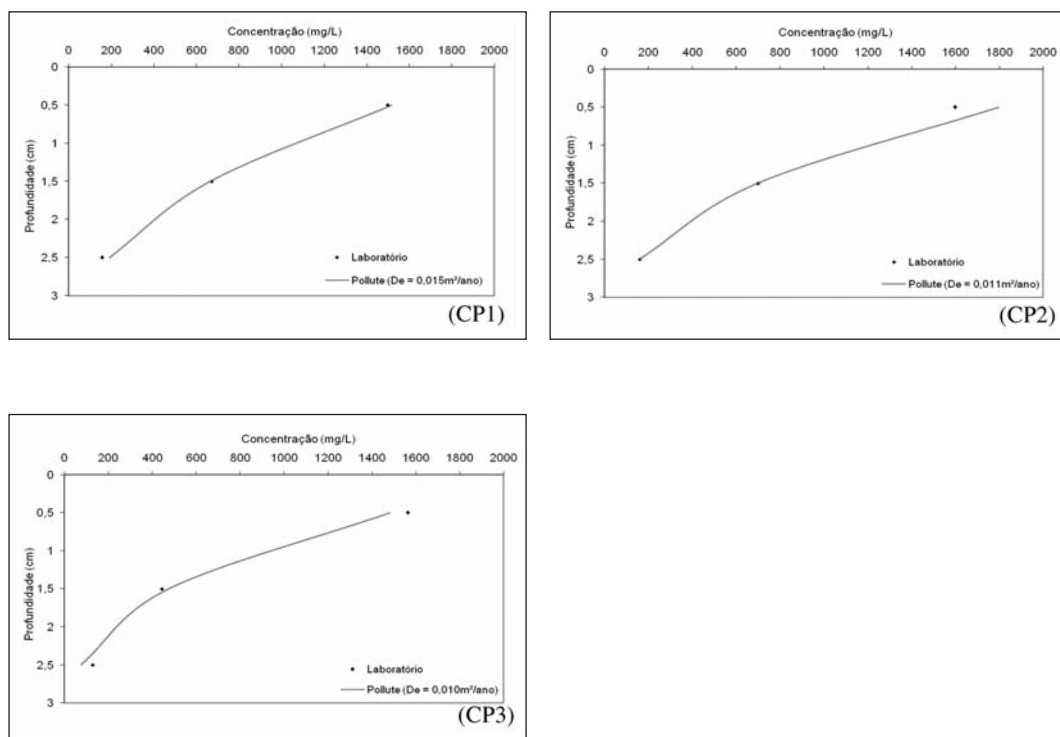 Concentração (mg/L)
0 200 400 600 800 1000 1200 1400 1600 1800 2000
0
0,5
1
1,5
2
2,5
3
Profundidade (cm)
Laboratório
Pollute (De = 0,015m²/ano)
(CP1)
Concentração (mg/L)
0 200 400 600 800 1000 1200 1400 1600 1800 2000
0
0,5
1
1,5
2
2,5
3
Profundidade (cm)
Laboratório
Pollute (De = 0,011m²/ano)
(CP2)
Concentração (mg/L)
0 200 400 600 800 1000 1200 1400 1600 1800 2000
0
0,5
1
1,5
2
2,5
3
Profundidade (cm)
Laboratório
Pollute (De = 0,010m²/ano)
(CP3)